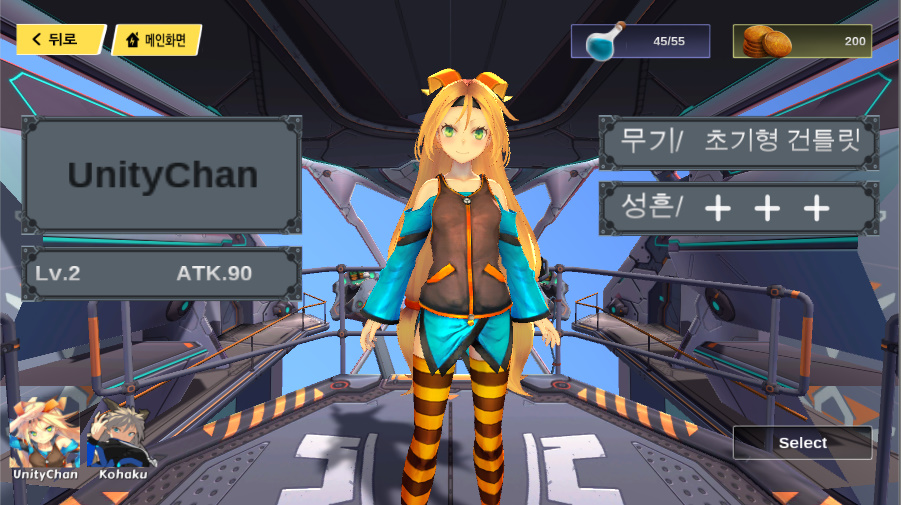 뒤로
메인화면
45/55
200
UnityChan
무기/ 초기형 건틀릿
성흔/ + + +
Lv.2 ATK.90
UnityChan
Kohaku
Select